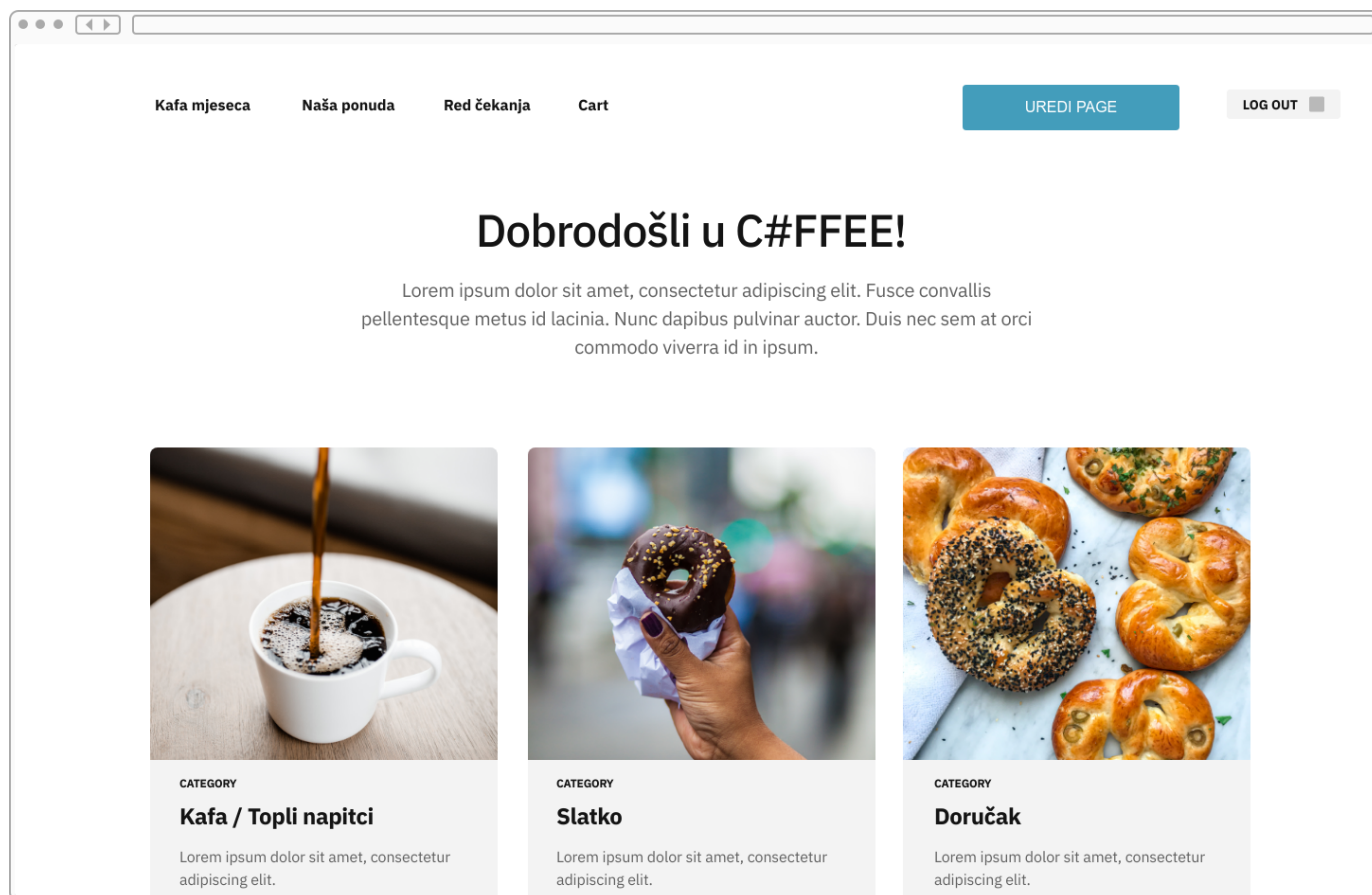 Kafa mjeseca
Naša ponuda
Red čekanja
Cart
UREDI PAGE
LOG OUT
Dobrodošli u C#FFEE!
Lorem ipsum dolor sit amet, consectetur adipiscing elit. Fusce convallis
pellentesque metus id lacinia. Nunc dapibus pulvinar auctor. Duis nec sem at orci
commodo viverra id in ipsum.
CATEGORY
Kafa / Topli napitci
Lorem ipsum dolor sit amet, consectetur
adipiscing elit.
CATEGORY
Slatko
Lorem ipsum dolor sit amet, consectetur
adipiscing elit.
CATEGORY
Doručak
Lorem ipsum dolor sit amet, consectetur
adipiscing elit.